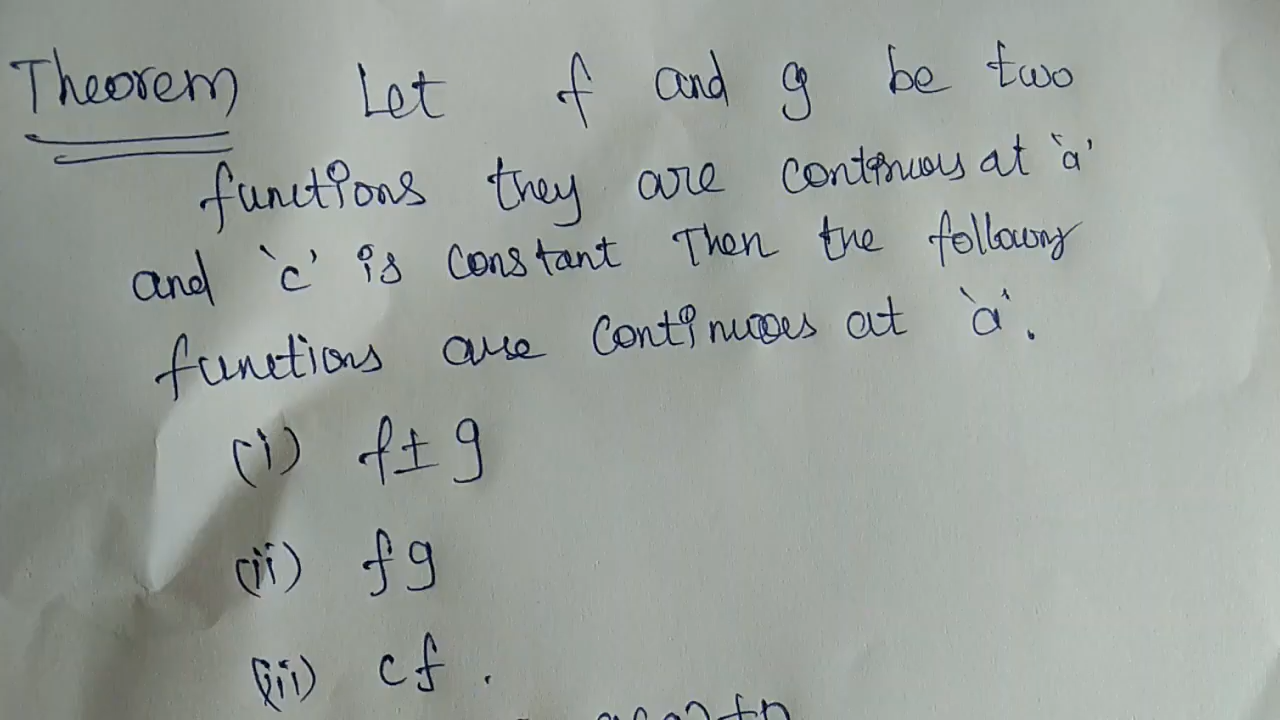 Theorem Let f and g be two
functions they are continuous at 'a'
and 'c' is constant Then the following
functions are continuous at 'a'.
(i) f ± g
(ii) fg
(iii) cf.